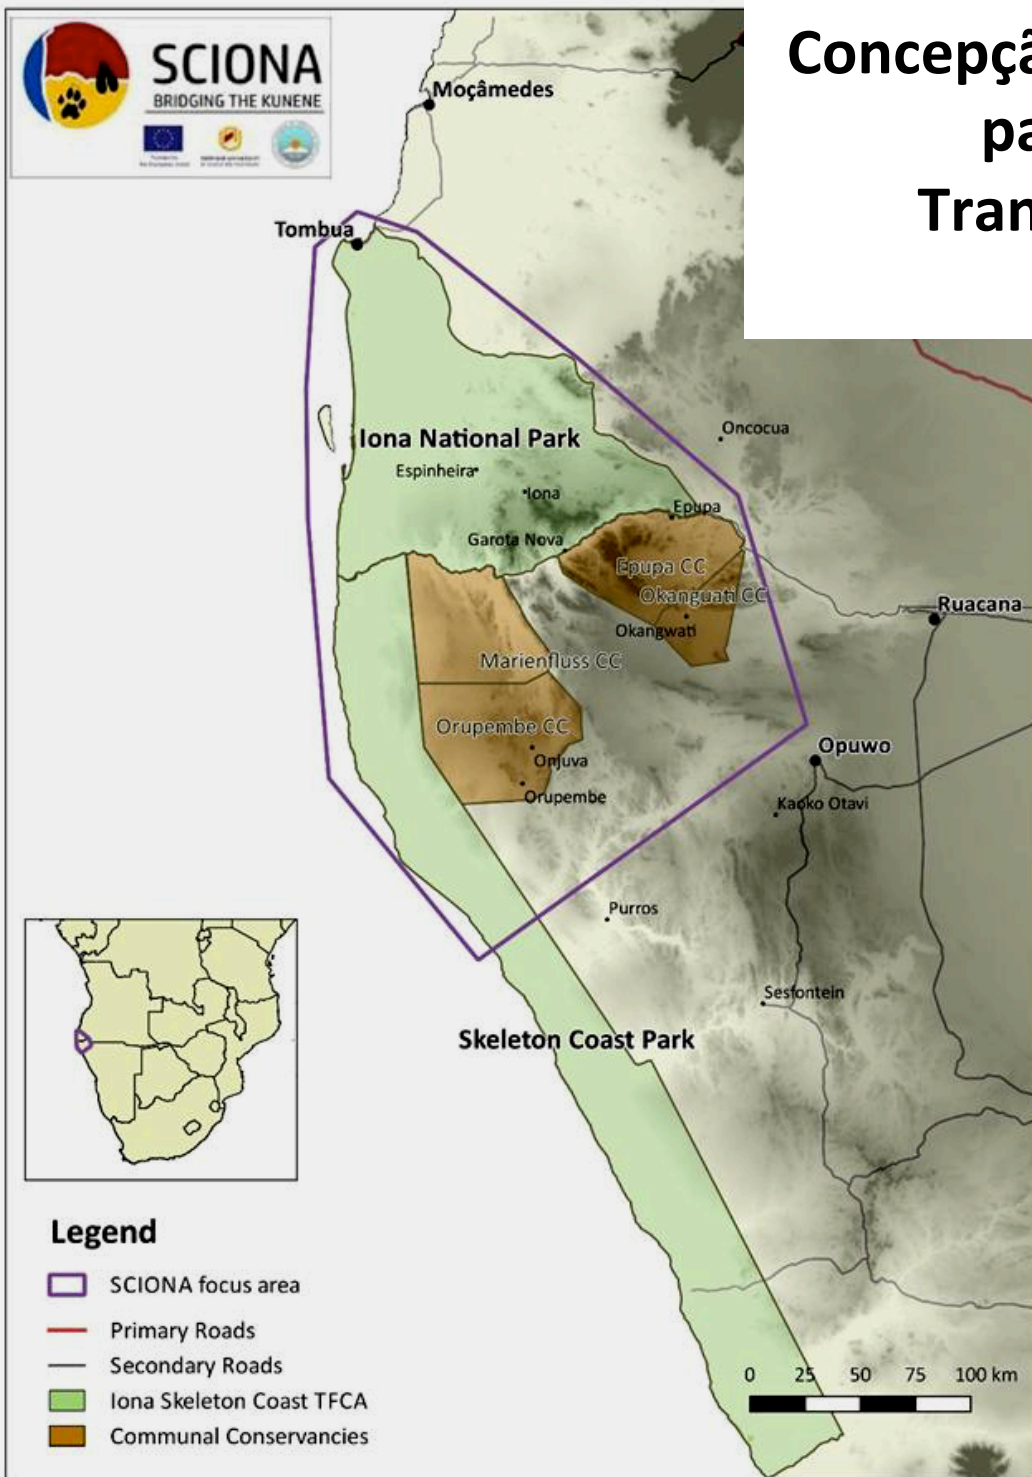 SCIONA
BRIDGING THE KUNENE
Concepçã
pa
Tran
Moçâmedes
Tombua
Oncocua
Iona National Park
Espinheira
Iona
Epupa
Garota Nova
Epupa CC
Okanguati CC
Ruacana
Okangwati
Marienfluss CC
Orupembe CC
Opuwo
Onjuva
Orupembe
Kaoko Otavi
Purros
Sesfontein
Skeleton Coast Park
Legend
SCIONA focus area
Primary Roads
Secondary Roads
Iona Skeleton Coast TFCA
Communal Conservancies
0 25 50 75 100 km